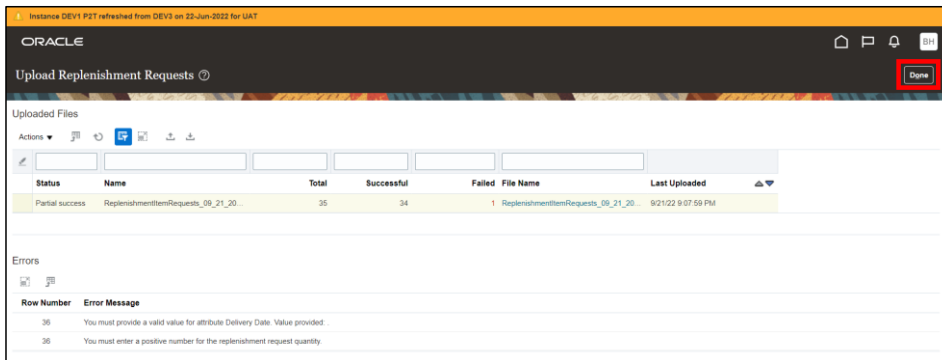 Instance DEV1 P2T refreshed from DEV3 on 22-Jun-2022 for UAT
ORACLE
BH
Upload Replenishment Requests
Done
Uploaded Files
Actions
Status Name Total Successful Failed File Name Last Uploaded
Partial success ReplenishmentItemRequests_09_21_20... 35 34 1 ReplenishmentItemRequests_09_21_20... 9/21/22 9:07:59 PM
Errors
Row Number Error Message
36 You must provide a valid value for attribute Delivery Date. Value provided: .
36 You must enter a positive number for the replenishment request quantity.